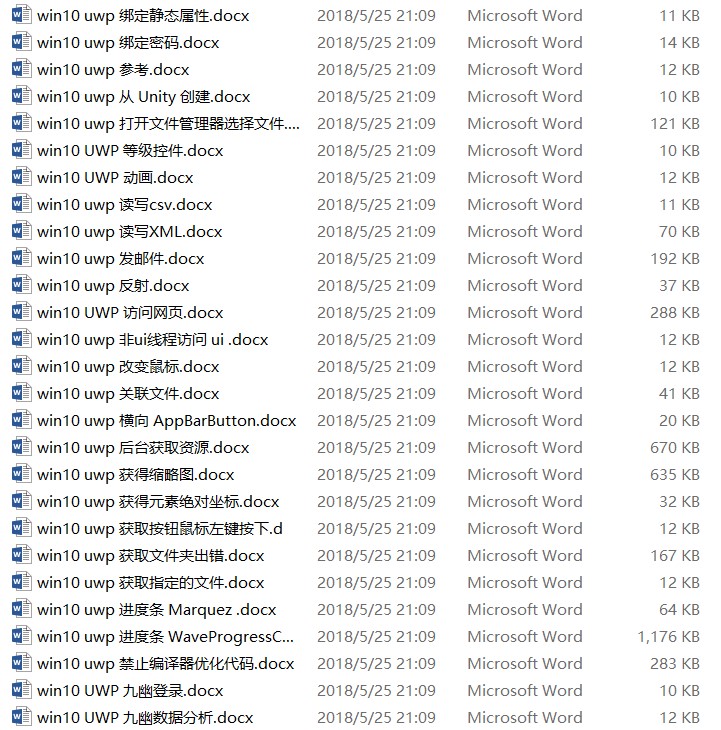 win10 uwp 绑定静态属性.docx 2018/5/25 21:09 Microsoft Word 11 KB
win10 uwp 绑定密码.docx 2018/5/25 21:09 Microsoft Word 14 KB
win10 uwp 参考.docx 2018/5/25 21:09 Microsoft Word 12 KB
win10 uwp 从 Unity 创建.docx 2018/5/25 21:09 Microsoft Word 10 KB
win10 uwp 打开文件管理器选择文件.... 2018/5/25 21:09 Microsoft Word 121 KB
win10 UWP 等级控件.docx 2018/5/25 21:09 Microsoft Word 10 KB
win10 UWP 动画.docx 2018/5/25 21:09 Microsoft Word 12 KB
win10 uwp 读写csv.docx 2018/5/25 21:09 Microsoft Word 11 KB
win10 uwp 读写XML.docx 2018/5/25 21:09 Microsoft Word 70 KB
win10 uwp 发邮件.docx 2018/5/25 21:09 Microsoft Word 192 KB
win10 uwp 反射.docx 2018/5/25 21:09 Microsoft Word 37 KB
win10 UWP 访问网页.docx 2018/5/25 21:09 Microsoft Word 288 KB
win10 uwp 非ui线程访问 ui .docx 2018/5/25 21:09 Microsoft Word 12 KB
win10 uwp 改变鼠标.docx 2018/5/25 21:09 Microsoft Word 12 KB
win10 uwp 关联文件.docx 2018/5/25 21:09 Microsoft Word 41 KB
win10 uwp 横向 AppBarButton.docx 2018/5/25 21:09 Microsoft Word 20 KB
win10 uwp 后台获取资源.docx 2018/5/25 21:09 Microsoft Word 670 KB
win10 uwp 获得缩略图.docx 2018/5/25 21:09 Microsoft Word 635 KB
win10 uwp 获得元素绝对坐标.docx 2018/5/25 21:09 Microsoft Word 32 KB
win10 uwp 获取按钮鼠标左键按下.d 2018/5/25 21:09 Microsoft Word 12 KB
win10 uwp 获取文件夹出错.docx 2018/5/25 21:09 Microsoft Word 167 KB
win10 uwp 获取指定的文件.docx 2018/5/25 21:09 Microsoft Word 12 KB
win10 uwp 进度条 Marquez .docx 2018/5/25 21:09 Microsoft Word 64 KB
win10 uwp 进度条 WaveProgressC... 2018/5/25 21:09 Microsoft Word 1,176 KB
win10 uwp 禁止编译器优化代码.docx 2018/5/25 21:09 Microsoft Word 283 KB
win10 UWP 九幽登录.docx 2018/5/25 21:09 Microsoft Word 10 KB
win10 UWP 九幽数据分析.docx 2018/5/25 21:09 Microsoft Word 12 KB